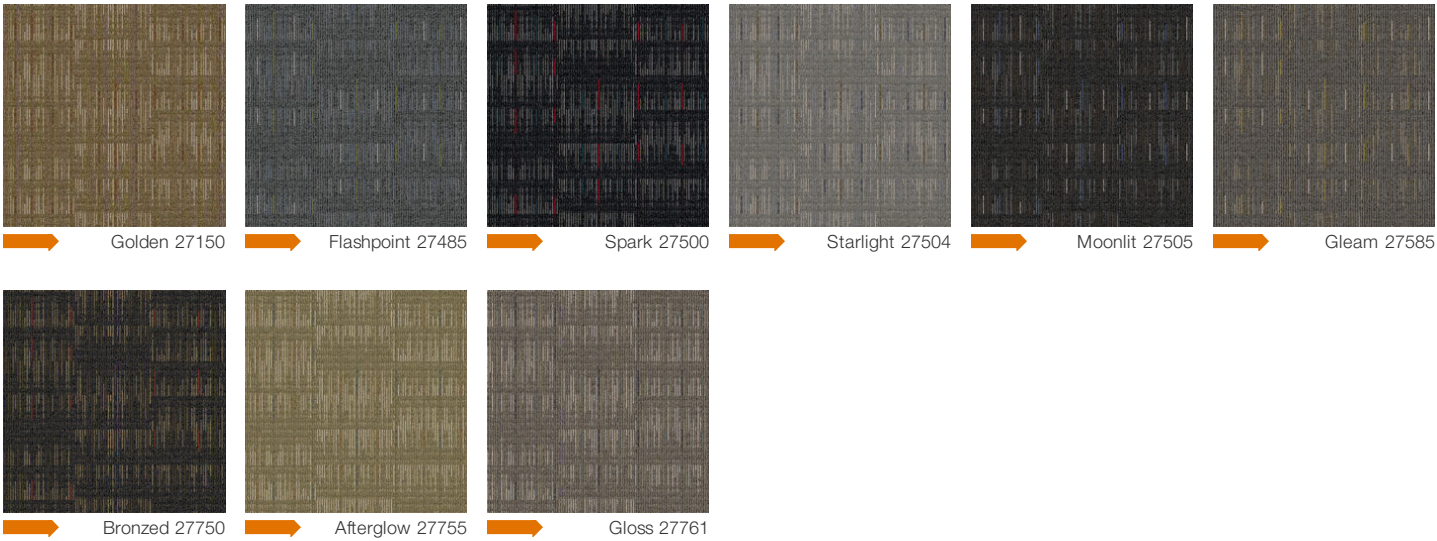 Golden 27150
Flashpoint 27485
Spark 27500
Starlight 27504
Moonlit 27505
Gleam 27585
Bronzed 27750
Afterglow 27755
Gloss 27761